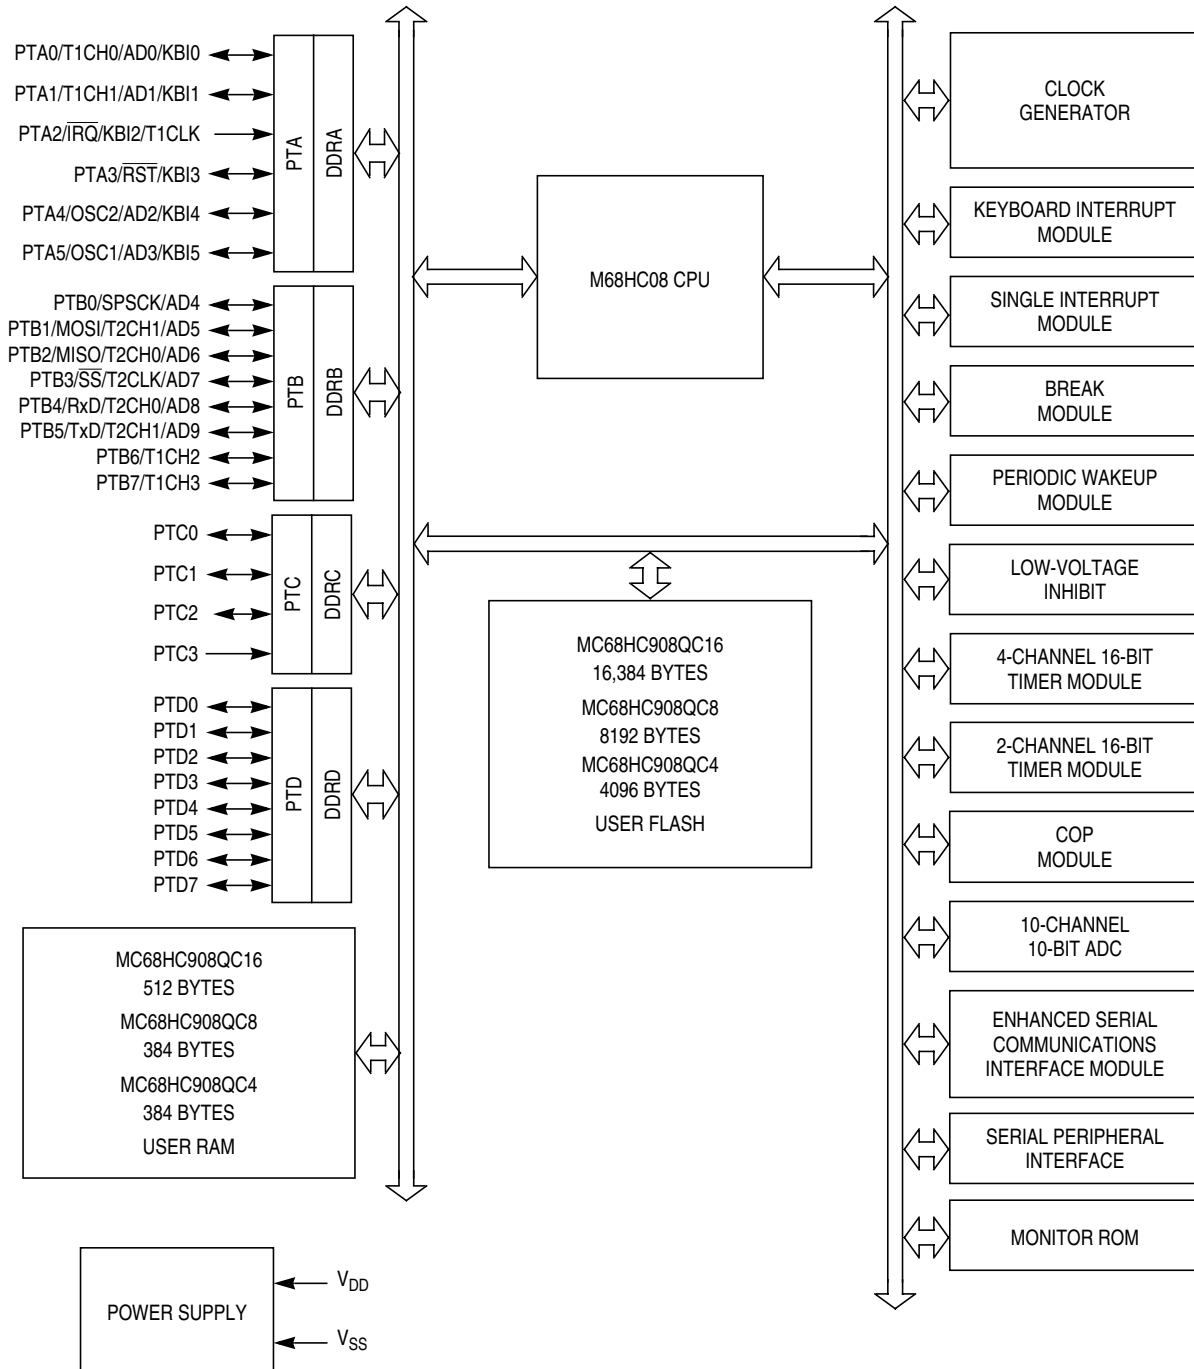 PTA0/T1CH0/AD0/KBI0
PTA1/T1CH1/AD1/KBI1
PTA2/IRQ/KBI2/T1CLK
PTA3/RST/KBI3
PTA4/OSC2/AD2/KBI4
PTA5/OSC1/AD3/KBI5
PTA
DDRA
PTB0/SPSCK/AD4
PTB1/MOSI/T2CH1/AD5
PTB2/MISO/T2CH0/AD6
PTB3/SS/T2CLK/AD7
PTB4/RxD/T2CH0/AD8
PTB5/TxD/T2CH1/AD9
PTB6/T1CH2
PTB7/T1CH3
PTB
DDRB
PTC0
PTC1
PTC2
PTC3
PTC
DDRC
PTD0
PTD1
PTD2
PTD3
PTD4
PTD5
PTD6
PTD7
PTD
DDRD
MC68HC908QC16
512 BYTES
MC68HC908QC8
384 BYTES
MC68HC908QC4
384 BYTES
USER RAM
POWER SUPPLY
VDD
VSS
M68HC08 CPU
MC68HC908QC16
16,384 BYTES
MC68HC908QC8
8192 BYTES
MC68HC908QC4
4096 BYTES
USER FLASH
CLOCK
GENERATOR
KEYBOARD INTERRUPT
MODULE
SINGLE INTERRUPT
MODULE
BREAK
MODULE
PERIODIC WAKEUP
MODULE
LOW-VOLTAGE
INHIBIT
4-CHANNEL 16-BIT
TIMER MODULE
2-CHANNEL 16-BIT
TIMER MODULE
COP
MODULE
10-CHANNEL
10-BIT ADC
ENHANCED SERIAL
COMMUNICATIONS
INTERFACE MODULE
SERIAL PERIPHERAL
INTERFACE
MONITOR ROM